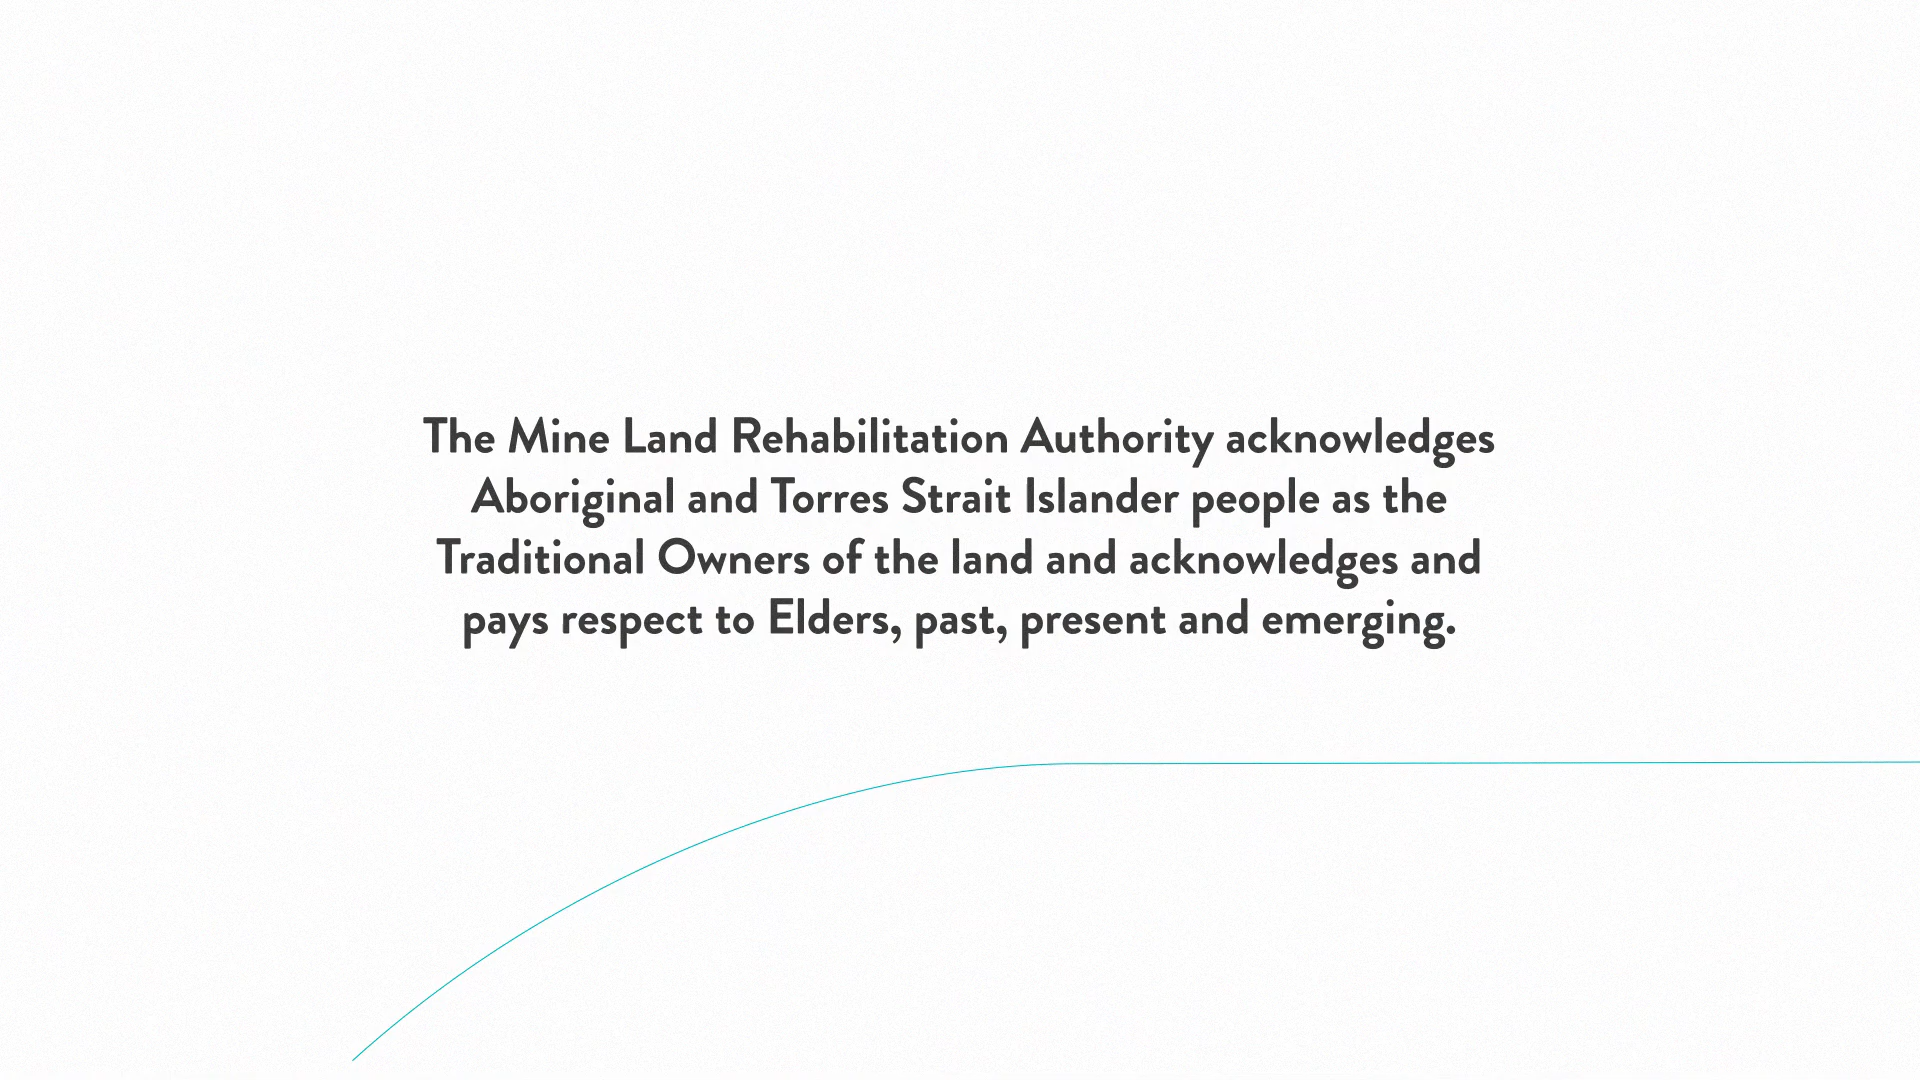 The Mine Land Rehabilitation Authority acknowledges
Aboriginal and Torres Strait Islander people as the
Traditional Owners of the land and acknowledges and
pays respect to Elders, past, present and emerging.